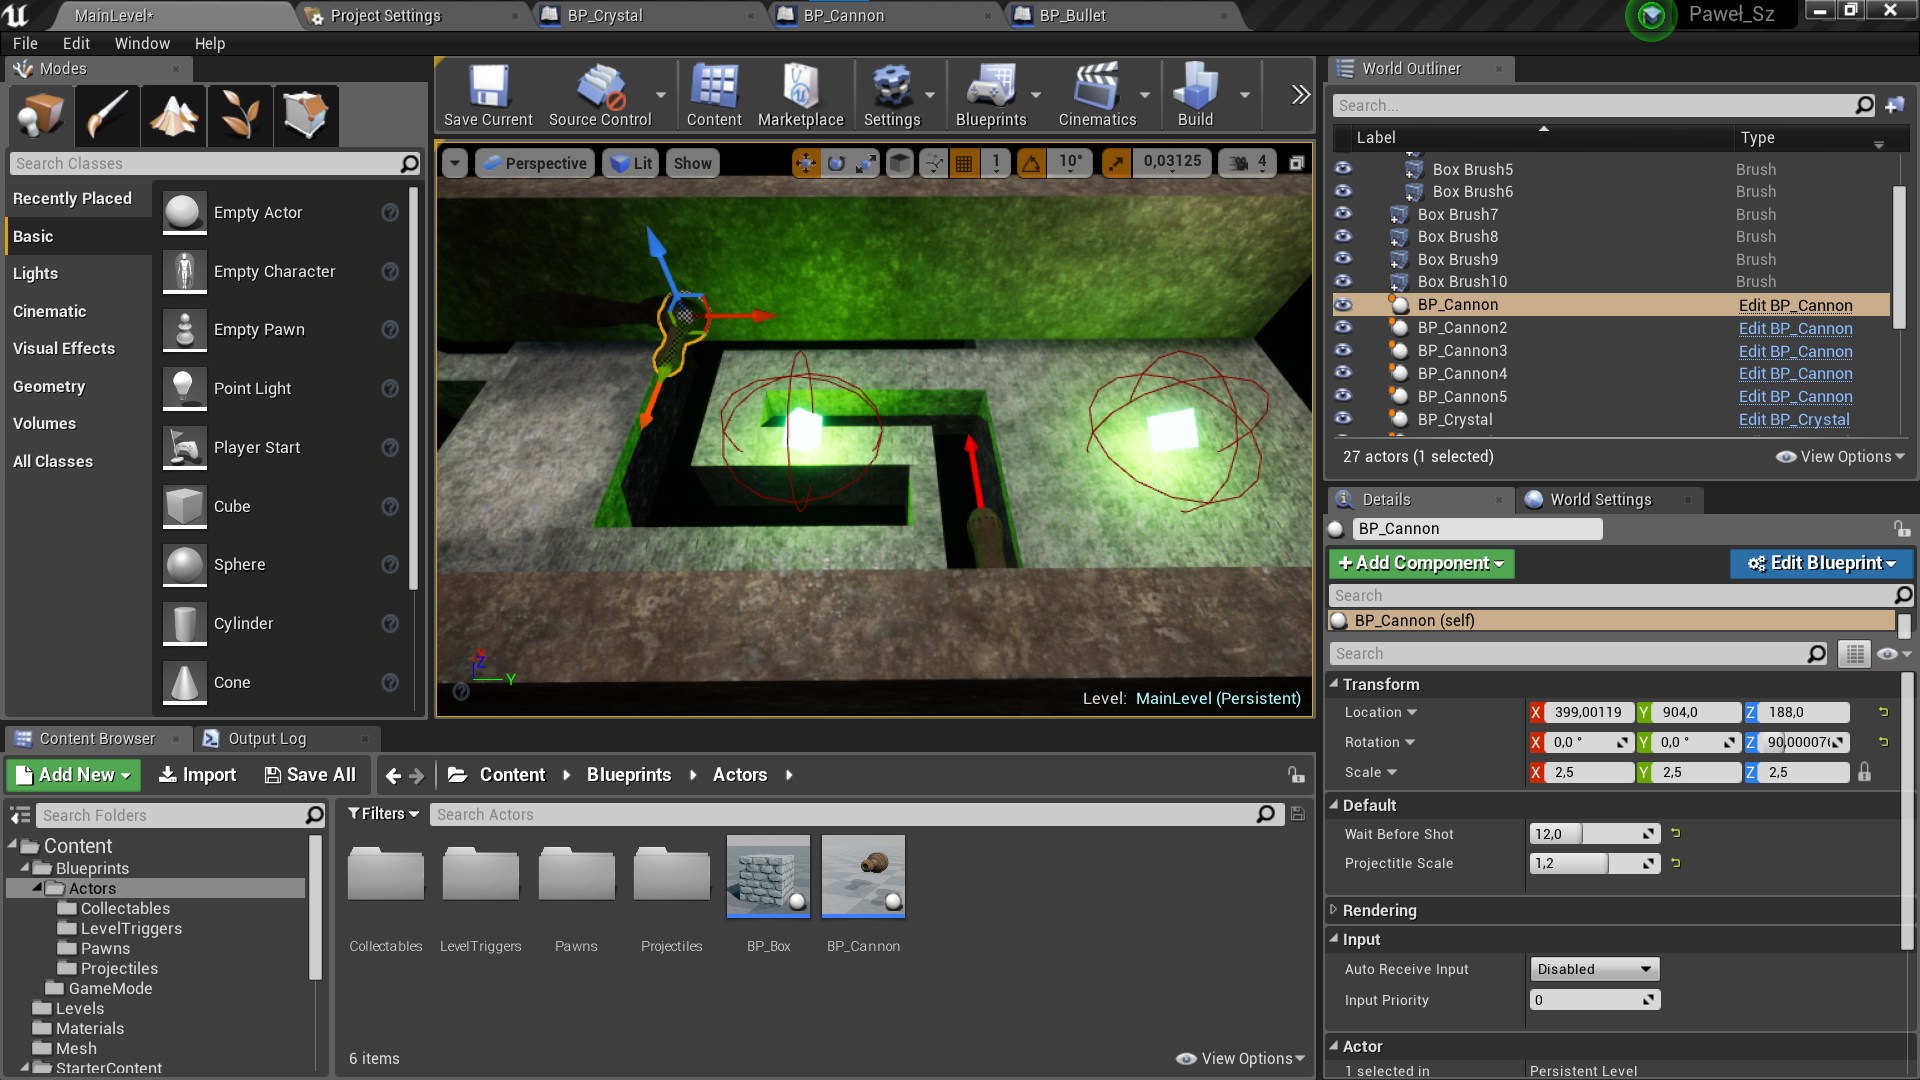 MainLevel*
Project Settings
BP_Crystal
BP_Cannon
BP_Bullet
Paweł_Sz
File Edit Window Help
Modes
Search Classes
Recently Placed
Basic
Lights
Cinematic
Visual Effects
Geometry
Volumes
All Classes
Empty Actor
Empty Character
Empty Pawn
Point Light
Player Start
Cube
Sphere
Cylinder
Cone
Save Current Source Control Content Marketplace Settings Blueprints Cinematics Build
Perspective Lit Show 1 10° 0,03125 4
X
Z
Y
Level: MainLevel (Persistent)
World Outliner
Search...
Label Type
Box Brush5 Brush
Box Brush6 Brush
Box Brush7 Brush
Box Brush8 Brush
Box Brush9 Brush
Box Brush10 Brush
BP_Cannon Edit BP_Cannon
BP_Cannon2 Edit BP_Cannon
BP_Cannon3 Edit BP_Cannon
BP_Cannon4 Edit BP_Cannon
BP_Cannon5 Edit BP_Cannon
BP_Crystal Edit BP_Crystal
27 actors (1 selected) View Options
Details World Settings
BP_Cannon
+ Add Component Edit Blueprint
Search
BP_Cannon (self)
Search
Transform
Location X 399,00119 Y 904,0 Z 188,0
Rotation X 0,0 ° Y 0,0 ° Z 90,00007
Scale X 2,5 Y 2,5 Z 2,5
Default
Wait Before Shot 12,0
Projectitle Scale 1,2
Rendering
Input
Auto Receive Input Disabled
Input Priority 0
Actor
1 selected in Persistent Level
Content Browser Output Log
Add New Import Save All Content Blueprints Actors
Search Folders
Content
Blueprints
Actors
Collectables
LevelTriggers
Pawns
Projectiles
GameMode
Levels
Materials
Mesh
StarterContent
Filters Search Actors
Collectables LevelTriggers Pawns Projectiles BP_Box BP_Cannon
6 items View Options